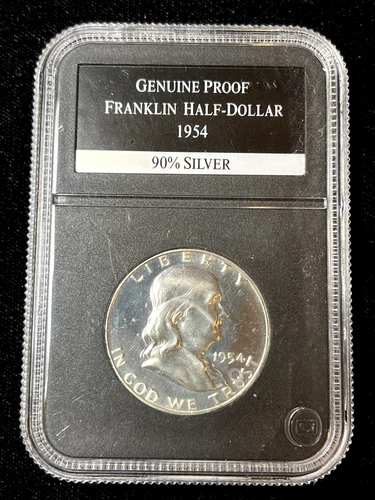 GENUINE PROOF
FRANKLIN HALF-DOLLAR
1954
90% SILVER
LIBERTY
1954
IN GOD WE TRUST